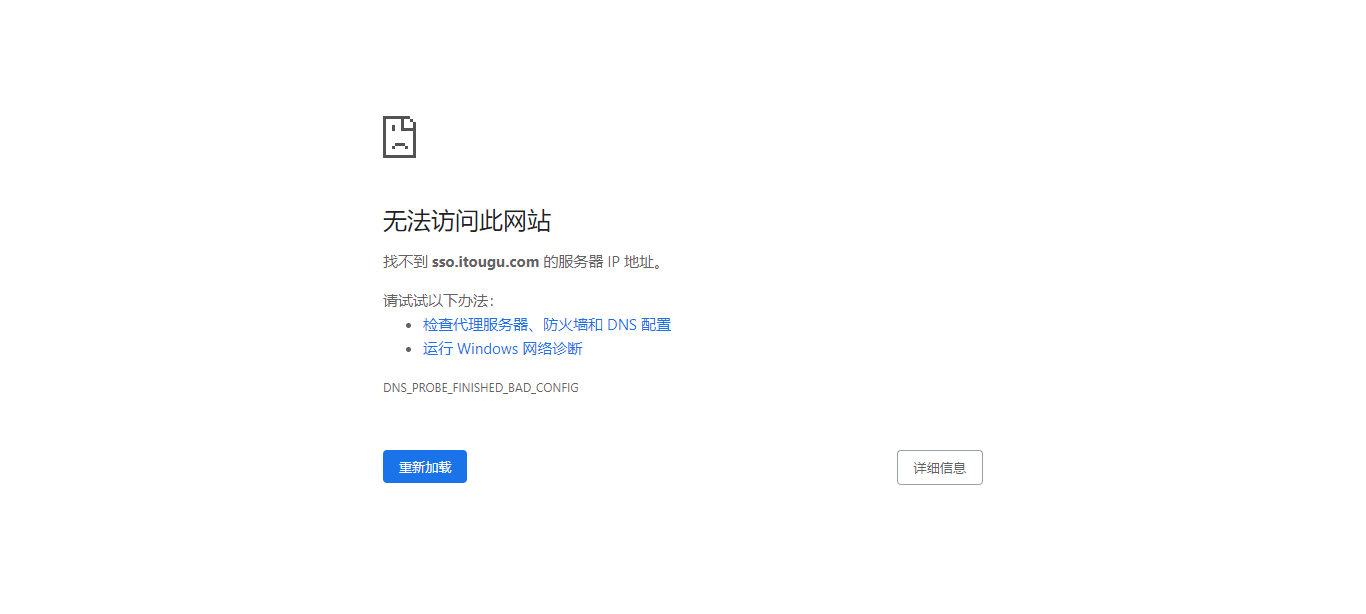 无法访问此网站
找不到 sso.itougu.com 的服务器 IP 地址。
请试试以下办法：
检查代理服务器、防火墙和 DNS 配置
运行 Windows 网络诊断
DNS_PROBE_FINISHED_BAD_CONFIG
重新加载
详细信息